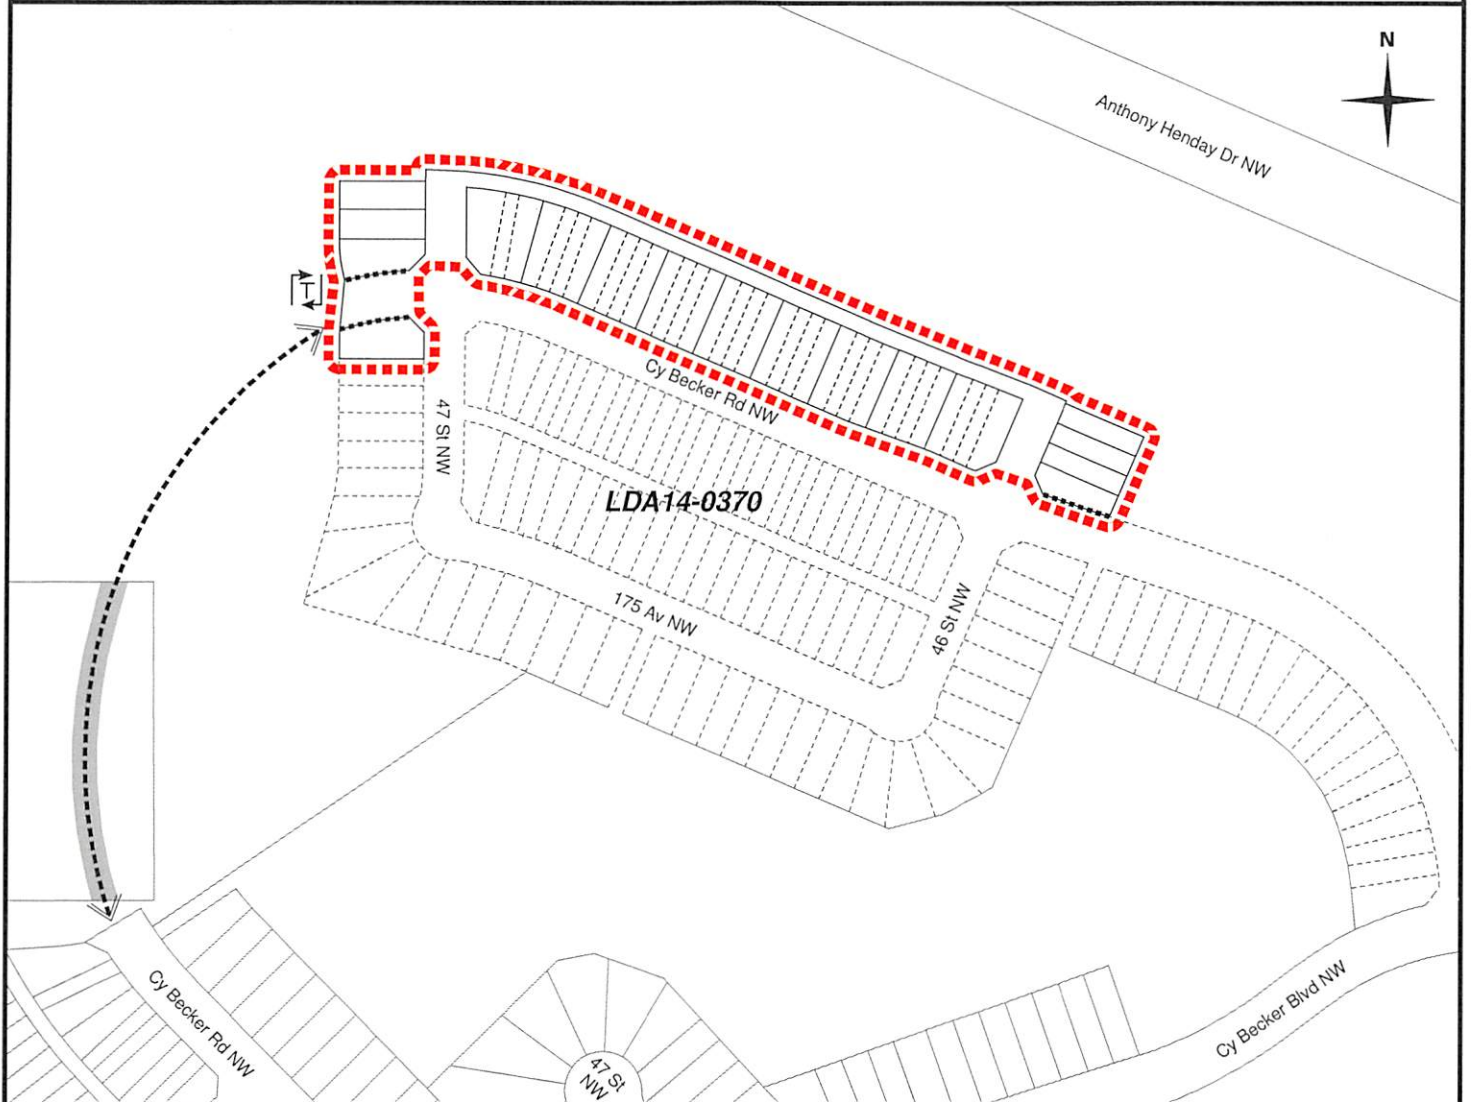 N
Anthony Henday Dr NW
T
Cy Becker Rd NW
47 St NW
LDA14-0370
175 Av NW
46 St NW
Cy Becker Rd NW
47 St
NW
Cy Becker Blvd NW